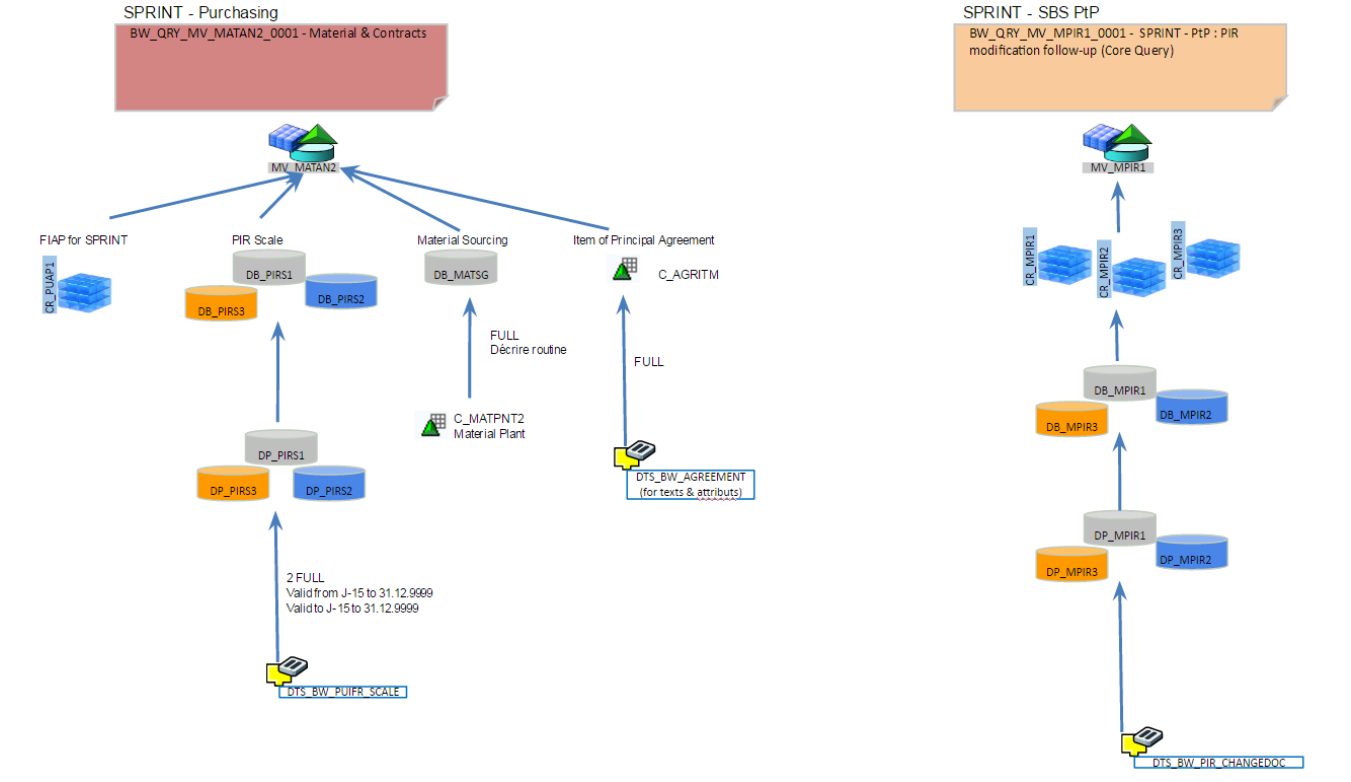 SPRINT - Purchasing
BW_QRY_MV_MATAN2_0001 - Material & Contracts
MV_MATAN2
FIAP for SPRINT
PIR Scale
Material Sourcing
Item of Principal Agreement
CR_PUAP1
DB_PIRS1
DB_PIRS2
DB_PIRS3
DB_MATSG
C_AGRITM
FULL
Décrire routine
FULL
C_MATPNT2
Material Plant
DP_PIRS1
DP_PIRS3
DP_PIRS2
DTS_BW_AGREEMENT
(for texts & attributs)
2 FULL
Valid from J-15 to 31.12.9999
Valid to J-15 to 31.12.9999
DTS_BW_PUIFR_SCALE
SPRINT - SBS PtP
BW_QRY_MV_MPIR1_0001 - SPRINT - PtP : PIR
modification follow-up (Core Query)
MV_MPIR1
CR_MPIR1
CR_MPIR2
CR_MPIR3
DB_MPIR1
DB_MPIR2
DB_MPIR3
DP_MPIR1
DP_MPIR2
DP_MPIR3
DTS_BW_PIR_CHANGEDOC